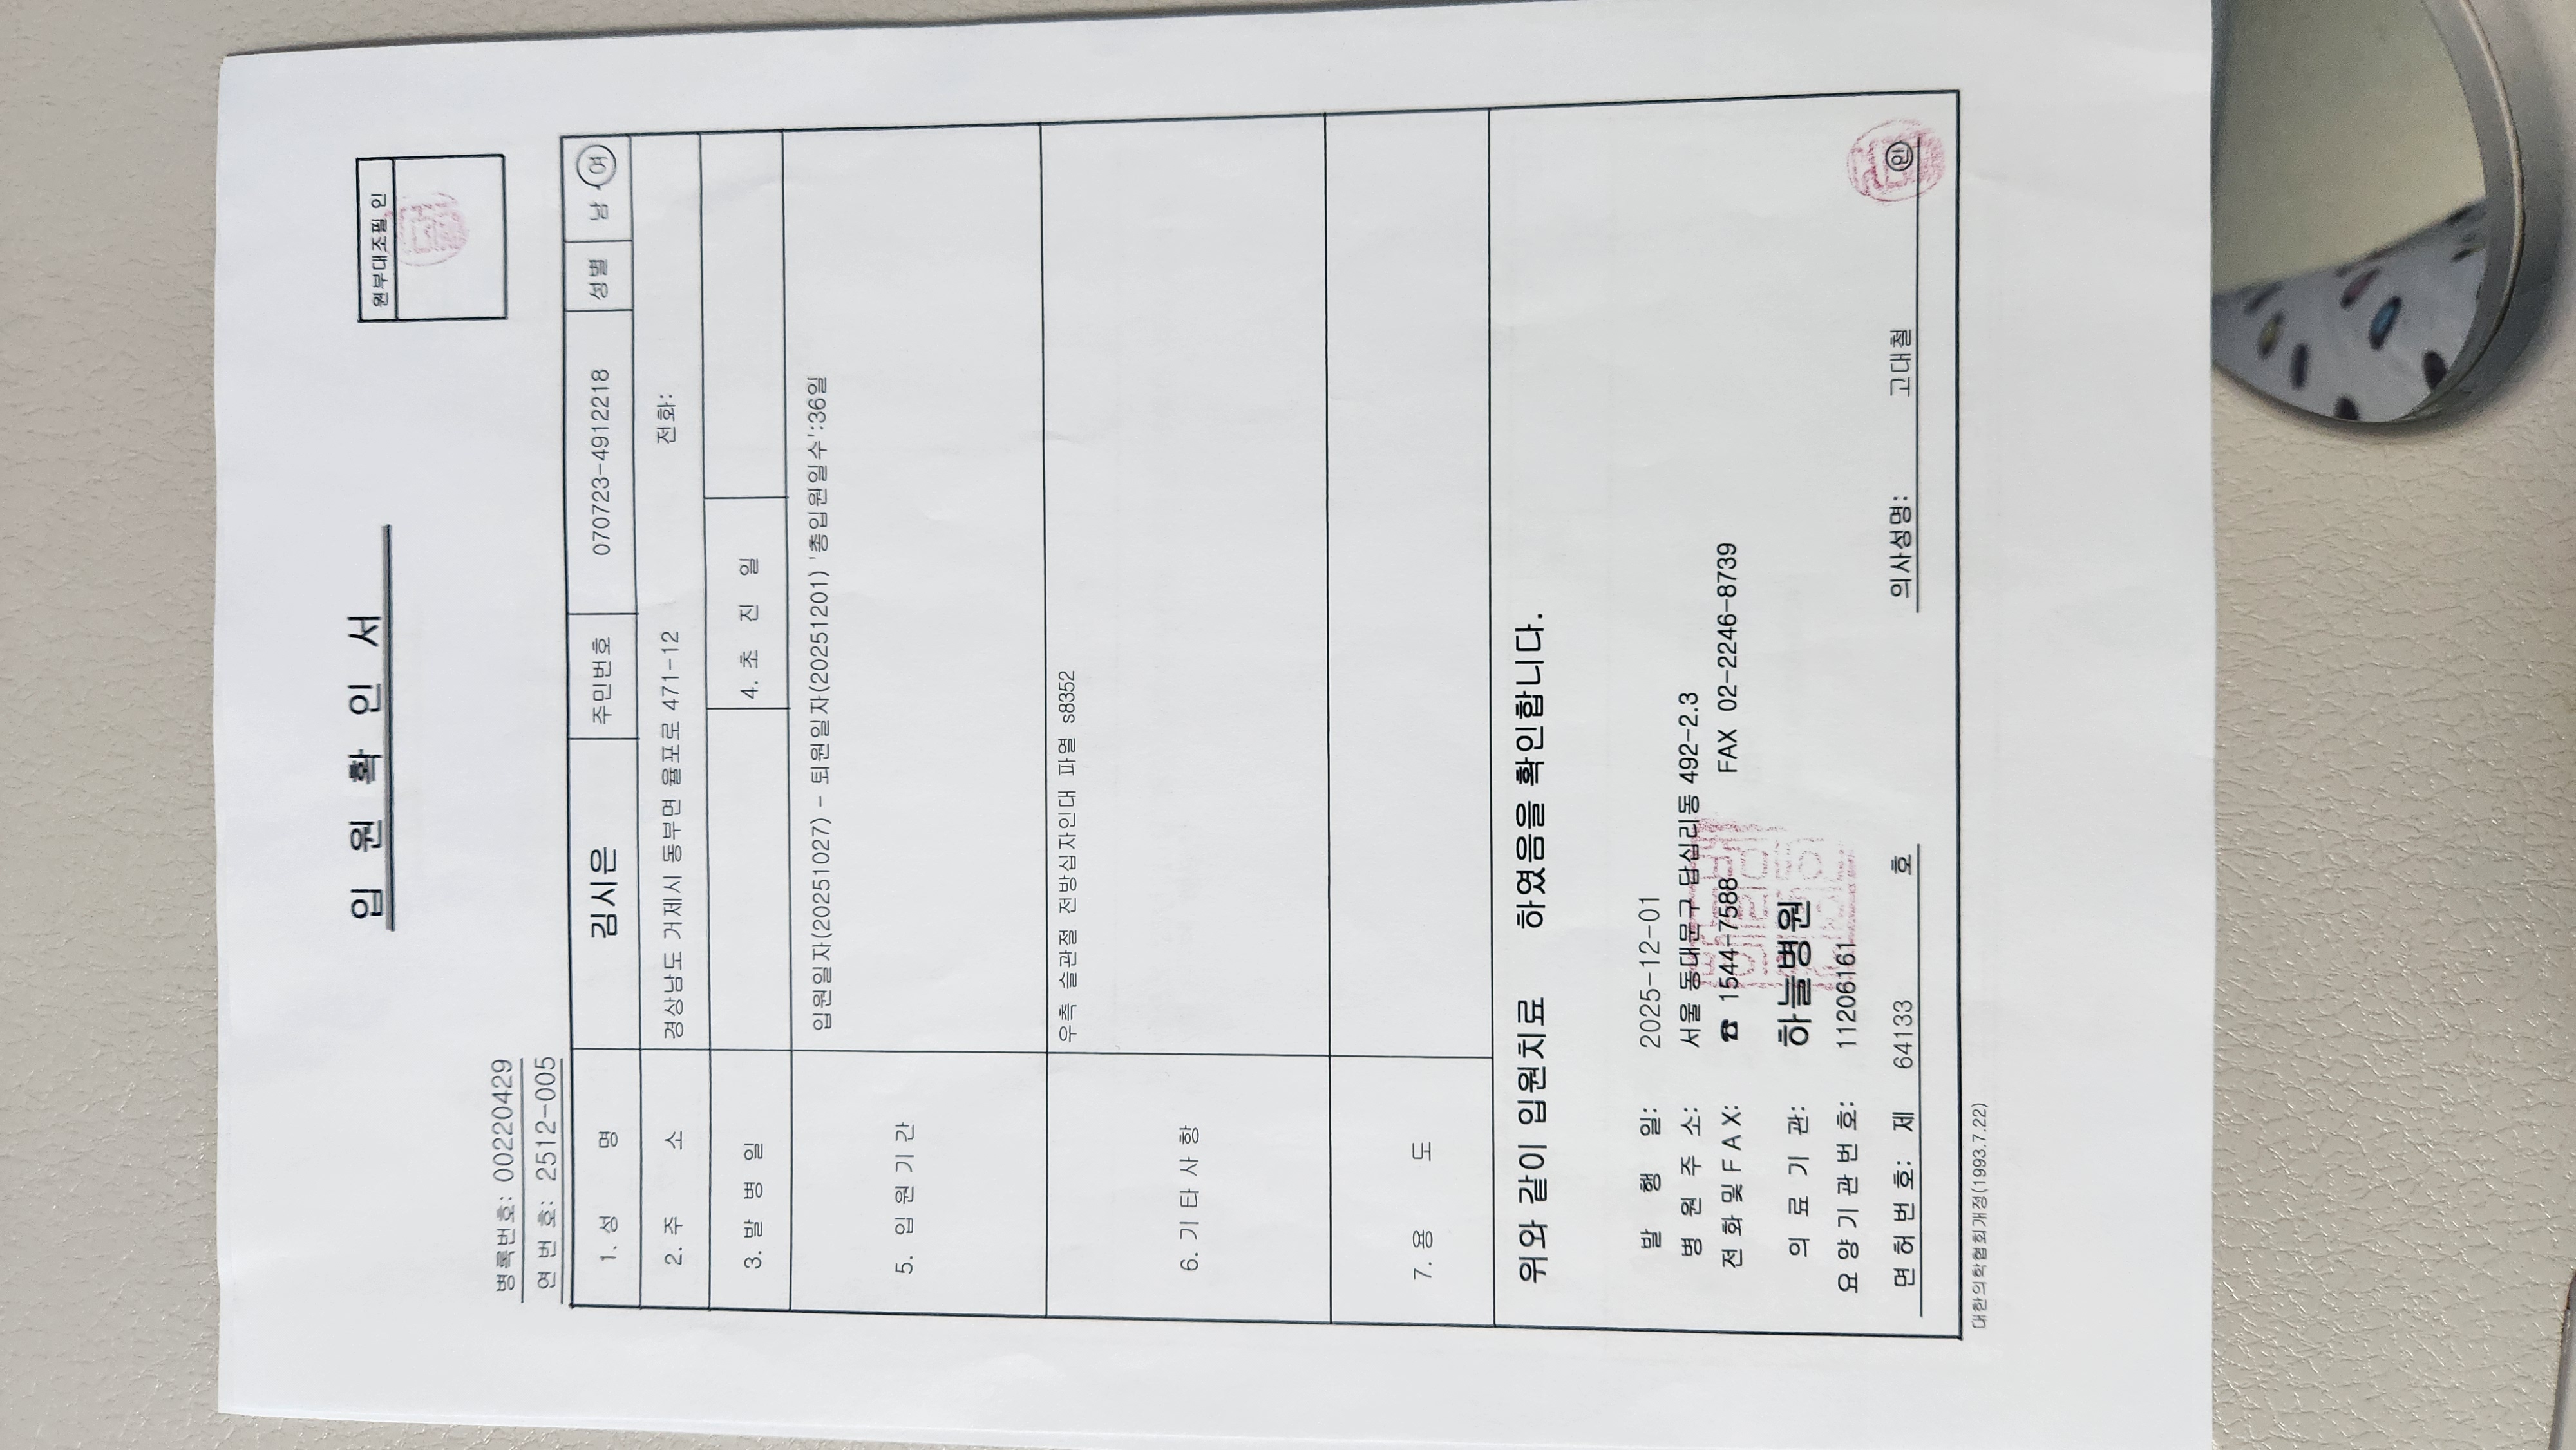 입 원 확 인 서
원부대조필 인
병록번호: 00220429
연 번 호: 2512-005
1. 성 명 김시은 주민번호 070723-4912218 성별 남 여
2. 주 소 경상남도 거제시 동부면 율포로 471-12 전화:
3. 발 병 일 4. 초 진 일
5. 입 원 기 간 입원일자(20251027) - 퇴원일자(20251201) '총입원일수':36일
6. 기 타 사 항 우측 슬관절 전방십자인대 파열 s8352
7. 용 도
위와 같이 입원치료 하였음을 확인합니다.
발 행 일: 2025-12-01
병 원 주 소: 서울 동대문구 답십리동 492-2.3
전 화 및 F A X: ☎ 1544-7588 FAX 02-2246-8739
의 료 기 관: 하늘병원
요 양 기 관 번 호: 11206161
면 허 번 호: 제 64133 호 의사성명: 고대철 인
대한의학협회개정(1993.7.22)